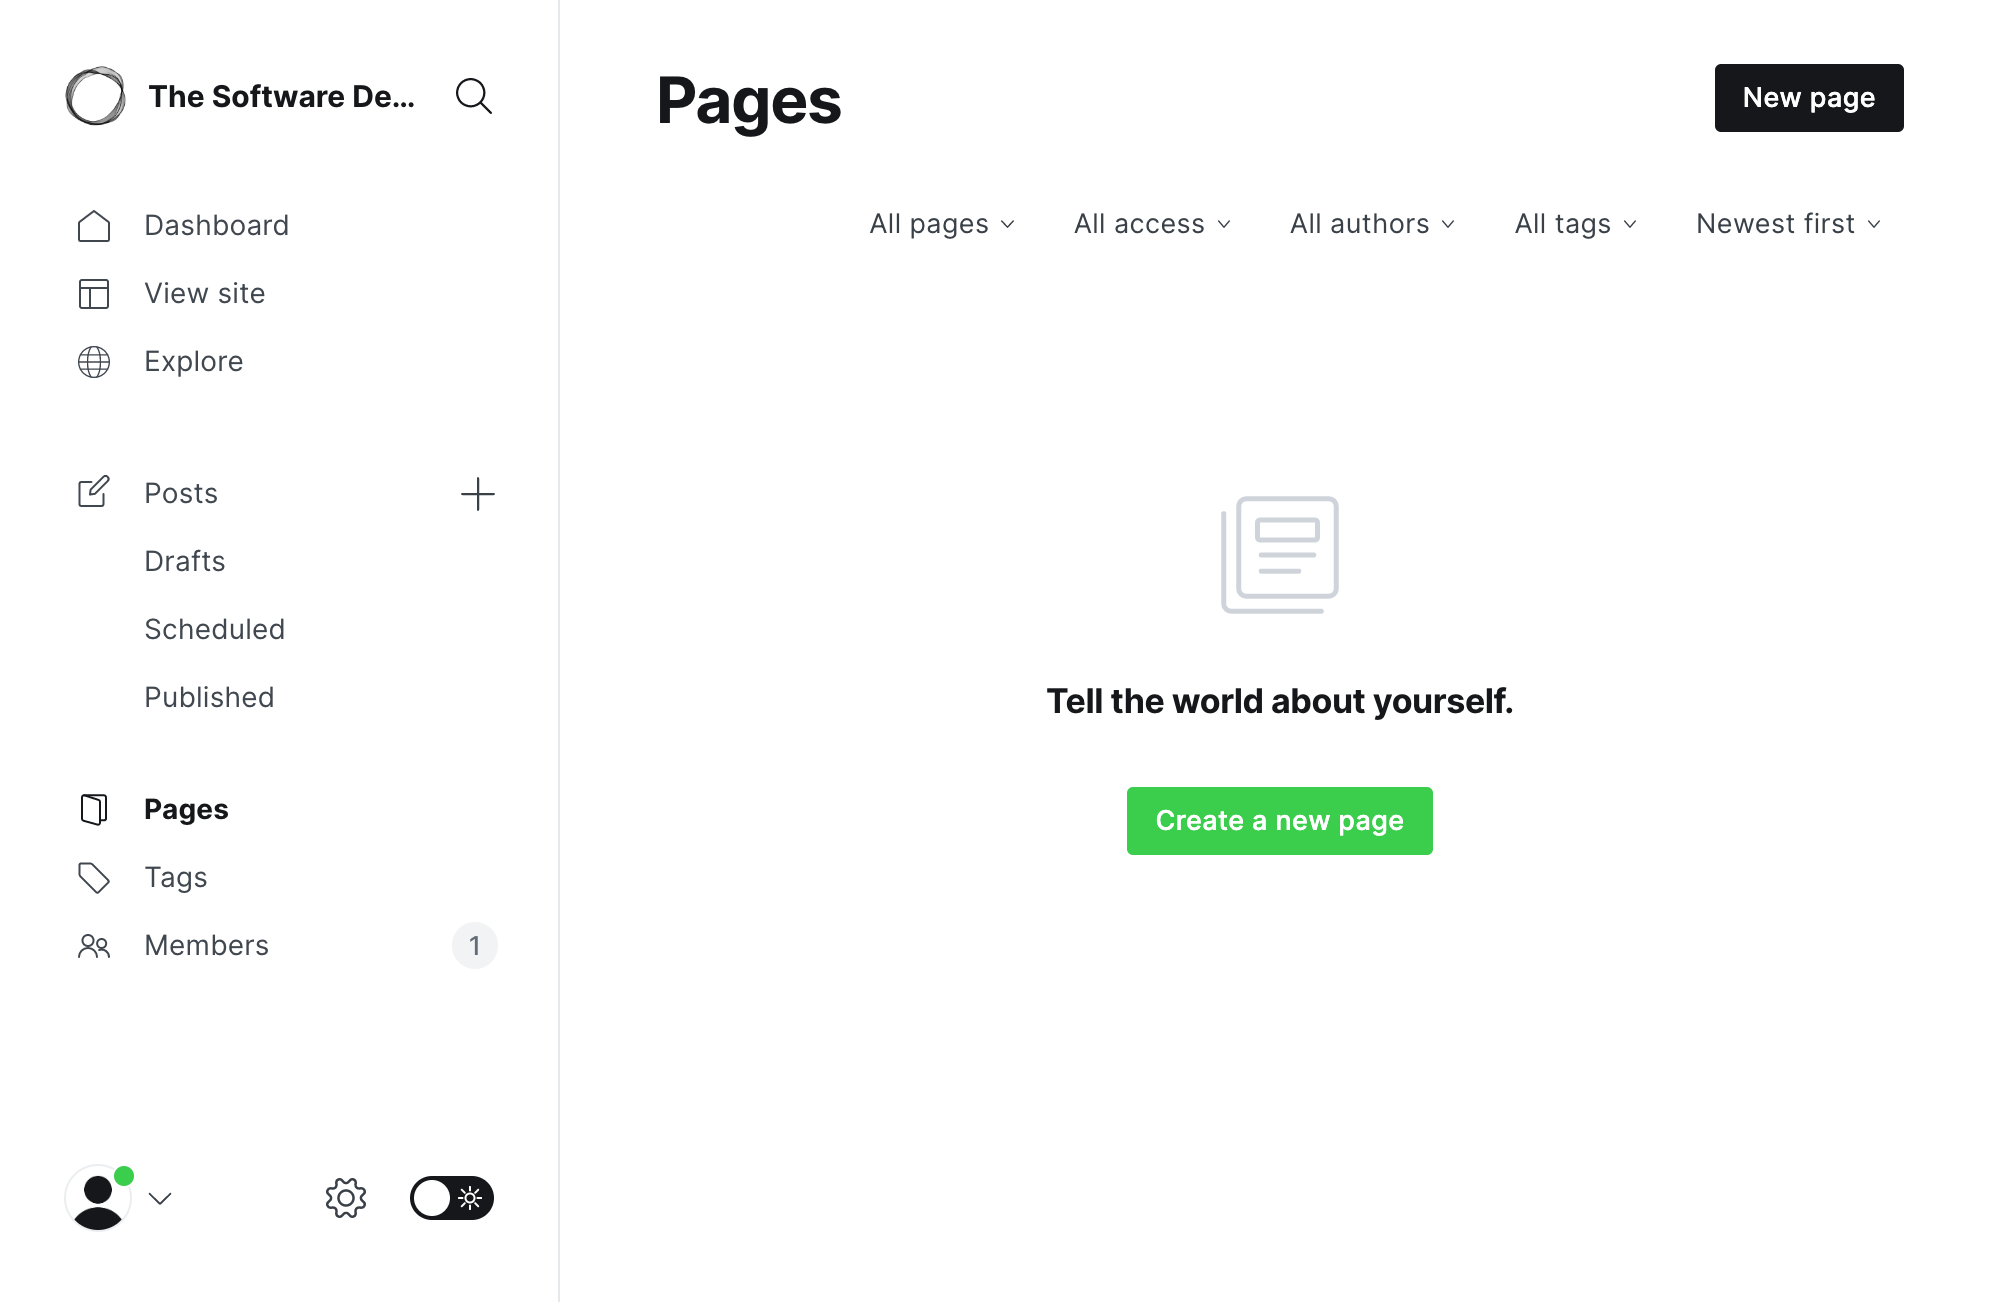 The Software De...
Dashboard
View site
Explore
Posts
Drafts
Scheduled
Published
Pages
Tags
Members
1
Pages
New page
All pages
All access
All authors
All tags
Newest first
Tell the world about yourself.
Create a new page